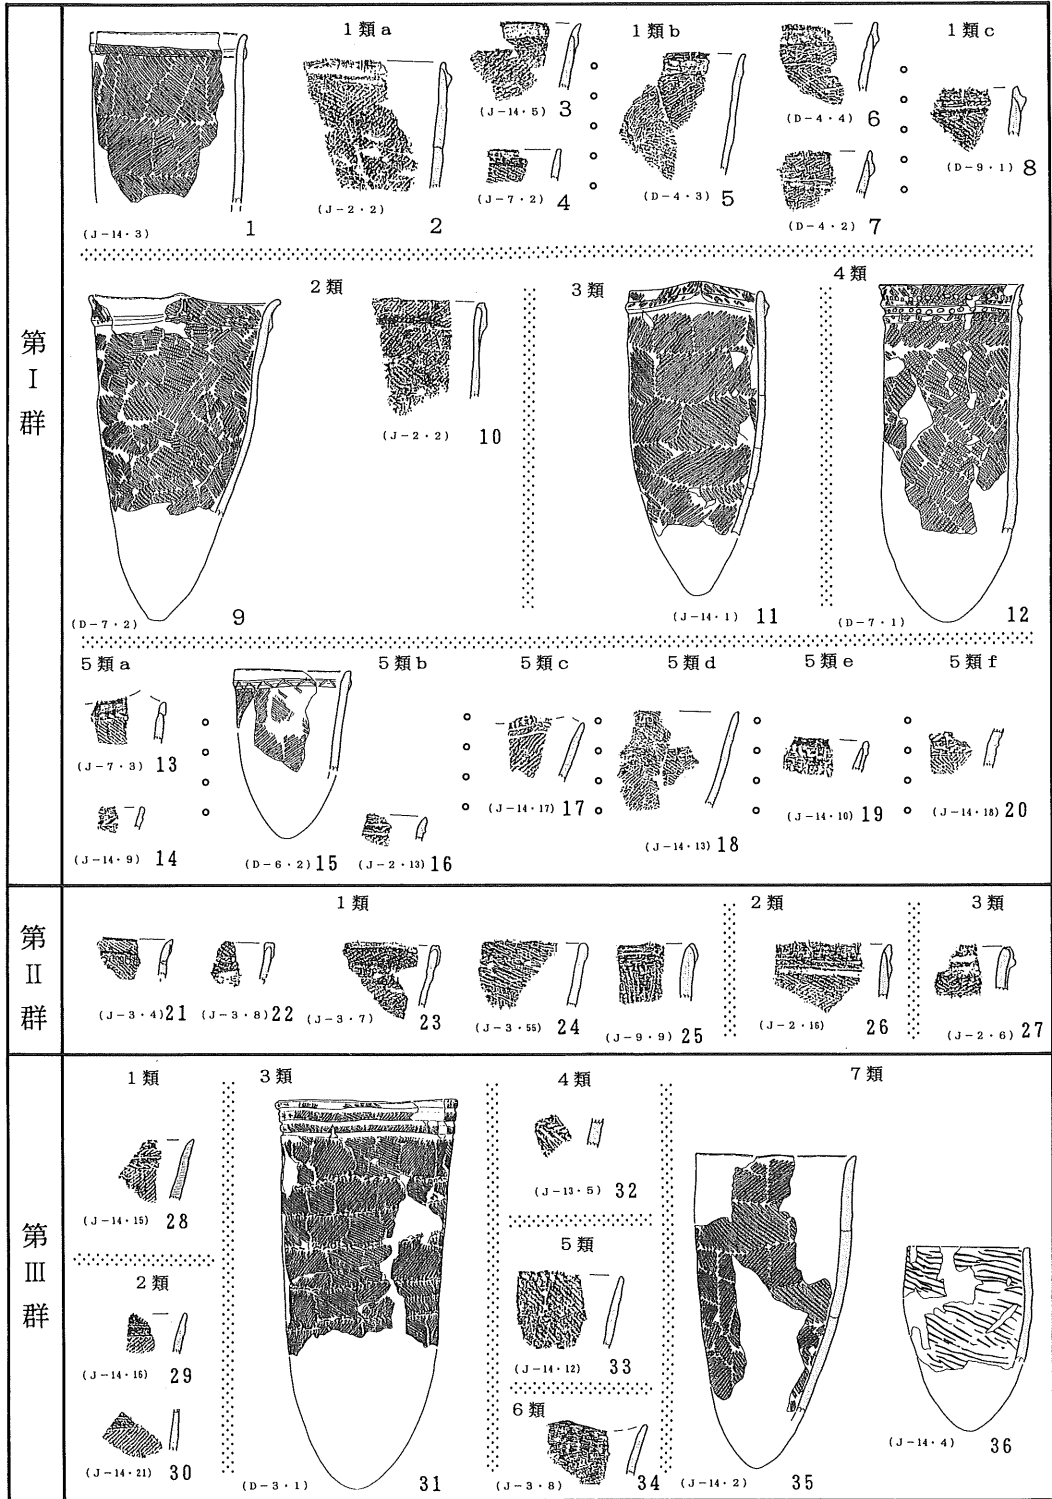 第Ⅰ群
1類a
1類b
1類c
(J-14・3) 1
(J-2・2) 2
(J-14・5) 3
(J-7・2) 4
(D-4・3) 5
(D-4・4) 6
(D-4・2) 7
(D-9・1) 8
2類
3類
4類
(D-7・2) 9
(J-2・2) 10
(J-14・1) 11
(D-7・1) 12
5類a
5類b
5類c
5類d
5類e
5類f
(J-7・3) 13
(J-14・9) 14
(D-6・2) 15
(J-2・13) 16
(J-14・17) 17
(J-14・13) 18
(J-14・10) 19
(J-14・18) 20
第Ⅱ群
1類
2類
3類
(J-3・4) 21
(J-3・8) 22
(J-3・7) 23
(J-3・55) 24
(J-9・9) 25
(J-2・16) 26
(J-2・6) 27
第Ⅲ群
1類
(J-14・15) 28
2類
(J-14・16) 29
(J-14・21) 30
3類
(D-3・1) 31
4類
(J-13・5) 32
5類
(J-14・12) 33
6類
(J-3・8) 34
7類
(J-14・2) 35
(J-14・4) 36